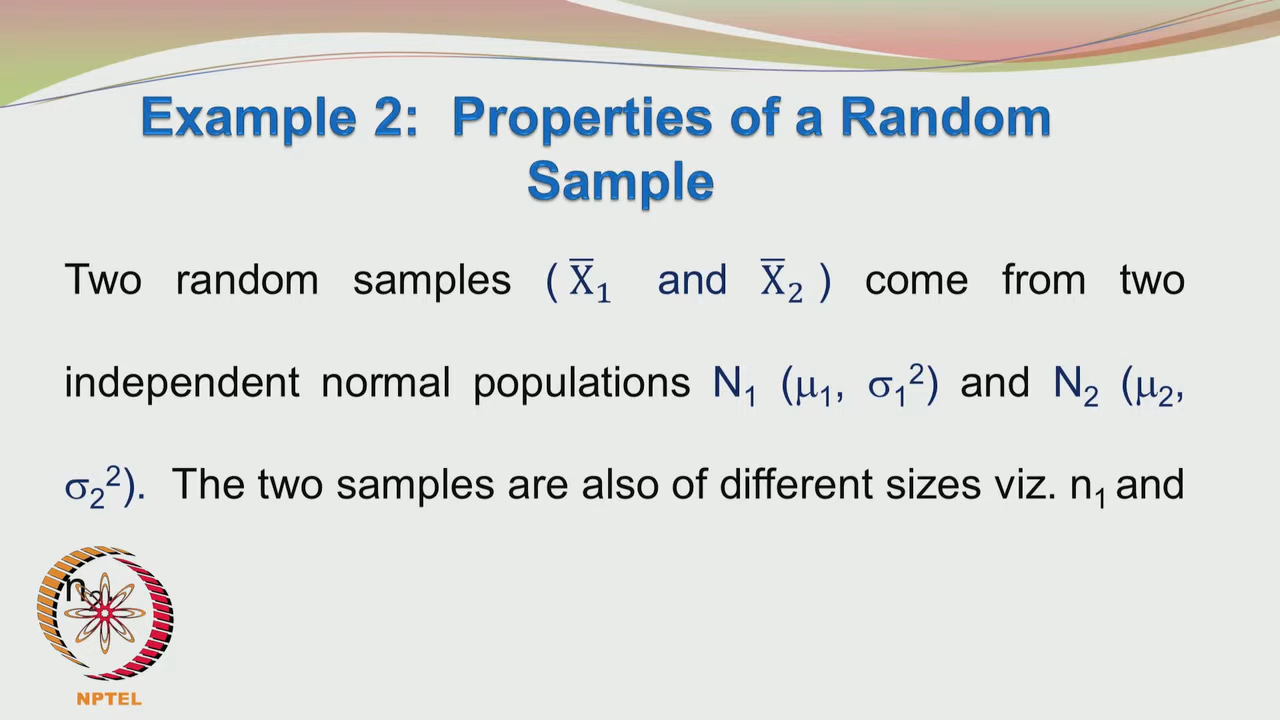 Example 2: Properties of a Random
Sample
Two random samples ( X̅₁ and X̅₂ ) come from two
independent normal populations N₁ (μ₁, σ₁²) and N₂ (μ₂,
σ₂²). The two samples are also of different sizes viz. n₁ and
n₂.
NPTEL